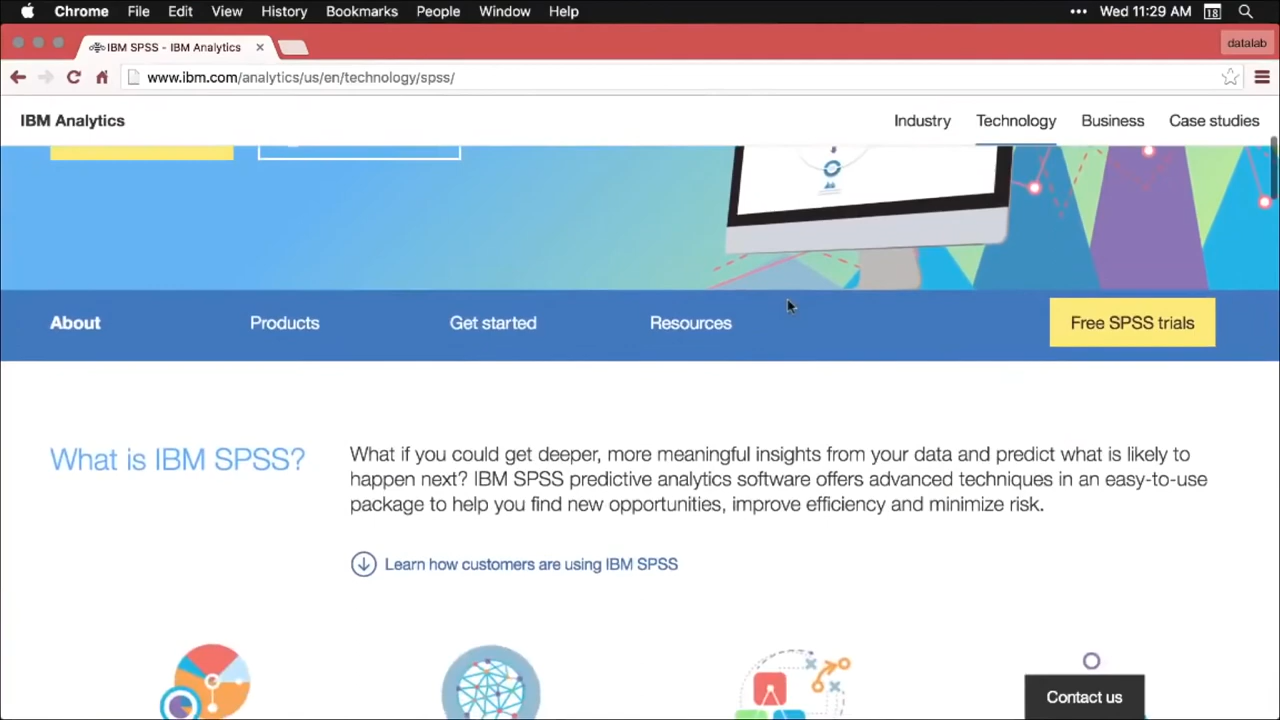 Chrome File Edit View History Bookmarks People Window Help ••• Wed 11:29 AM 18
IBM SPSS - IBM Analytics × datalab
www.ibm.com/analytics/us/en/technology/spss/
IBM Analytics Industry Technology Business Case studies
About Products Get started Resources Free SPSS trials
What is IBM SPSS?
What if you could get deeper, more meaningful insights from your data and predict what is likely to
happen next? IBM SPSS predictive analytics software offers advanced techniques in an easy-to-use
package to help you find new opportunities, improve efficiency and minimize risk.
Learn how customers are using IBM SPSS
Contact us